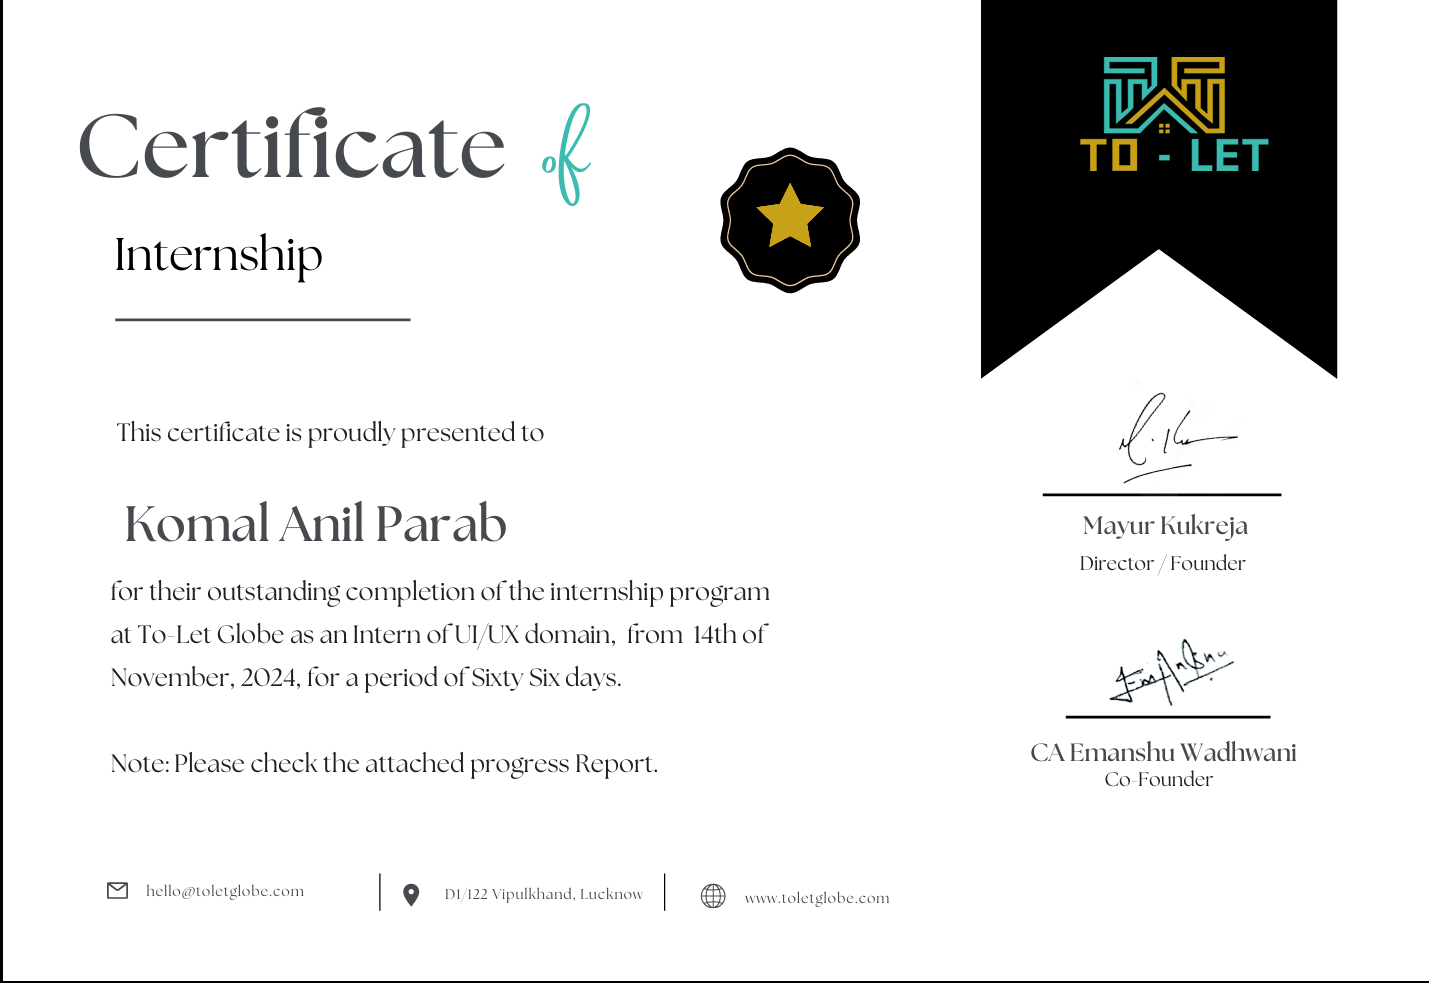 Certificate of
Internship
TO - LET
This certificate is proudly presented to
Komal Anil Parab
for their outstanding completion of the internship program
at To-Let Globe as an Intern of UI/UX domain, from 14th of
November, 2024, for a period of Sixty Six days.
Note: Please check the attached progress Report.
Mayur Kukreja
Director / Founder
CA Emanshu Wadhwani
Co-Founder
hello@toletglobe.com
D1/122 Vipulkhand, Lucknow
www.toletglobe.com